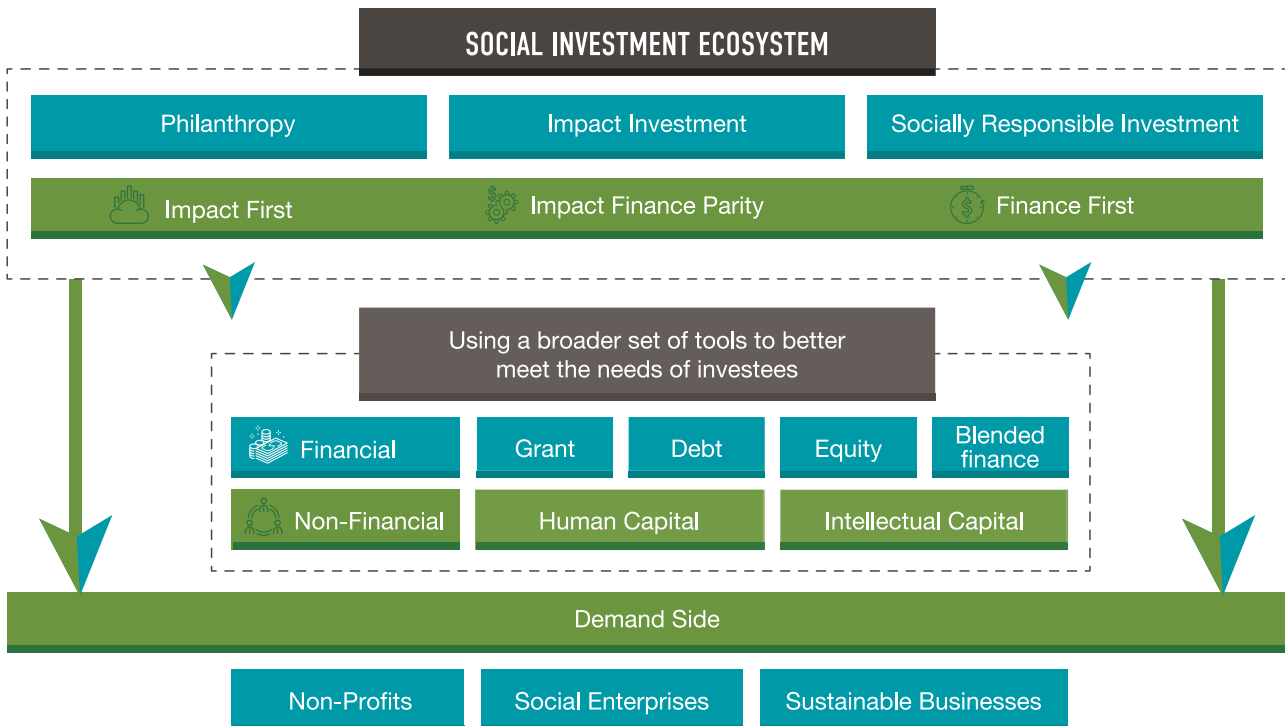 SOCIAL INVESTMENT ECOSYSTEM
Philanthropy
Impact Investment
Socially Responsible Investment
Impact First
Impact Finance Parity
Finance First
Using a broader set of tools to better
meet the needs of investees
Financial
Grant
Debt
Equity
Blended
finance
Non-Financial
Human Capital
Intellectual Capital
Demand Side
Non-Profits
Social Enterprises
Sustainable Businesses